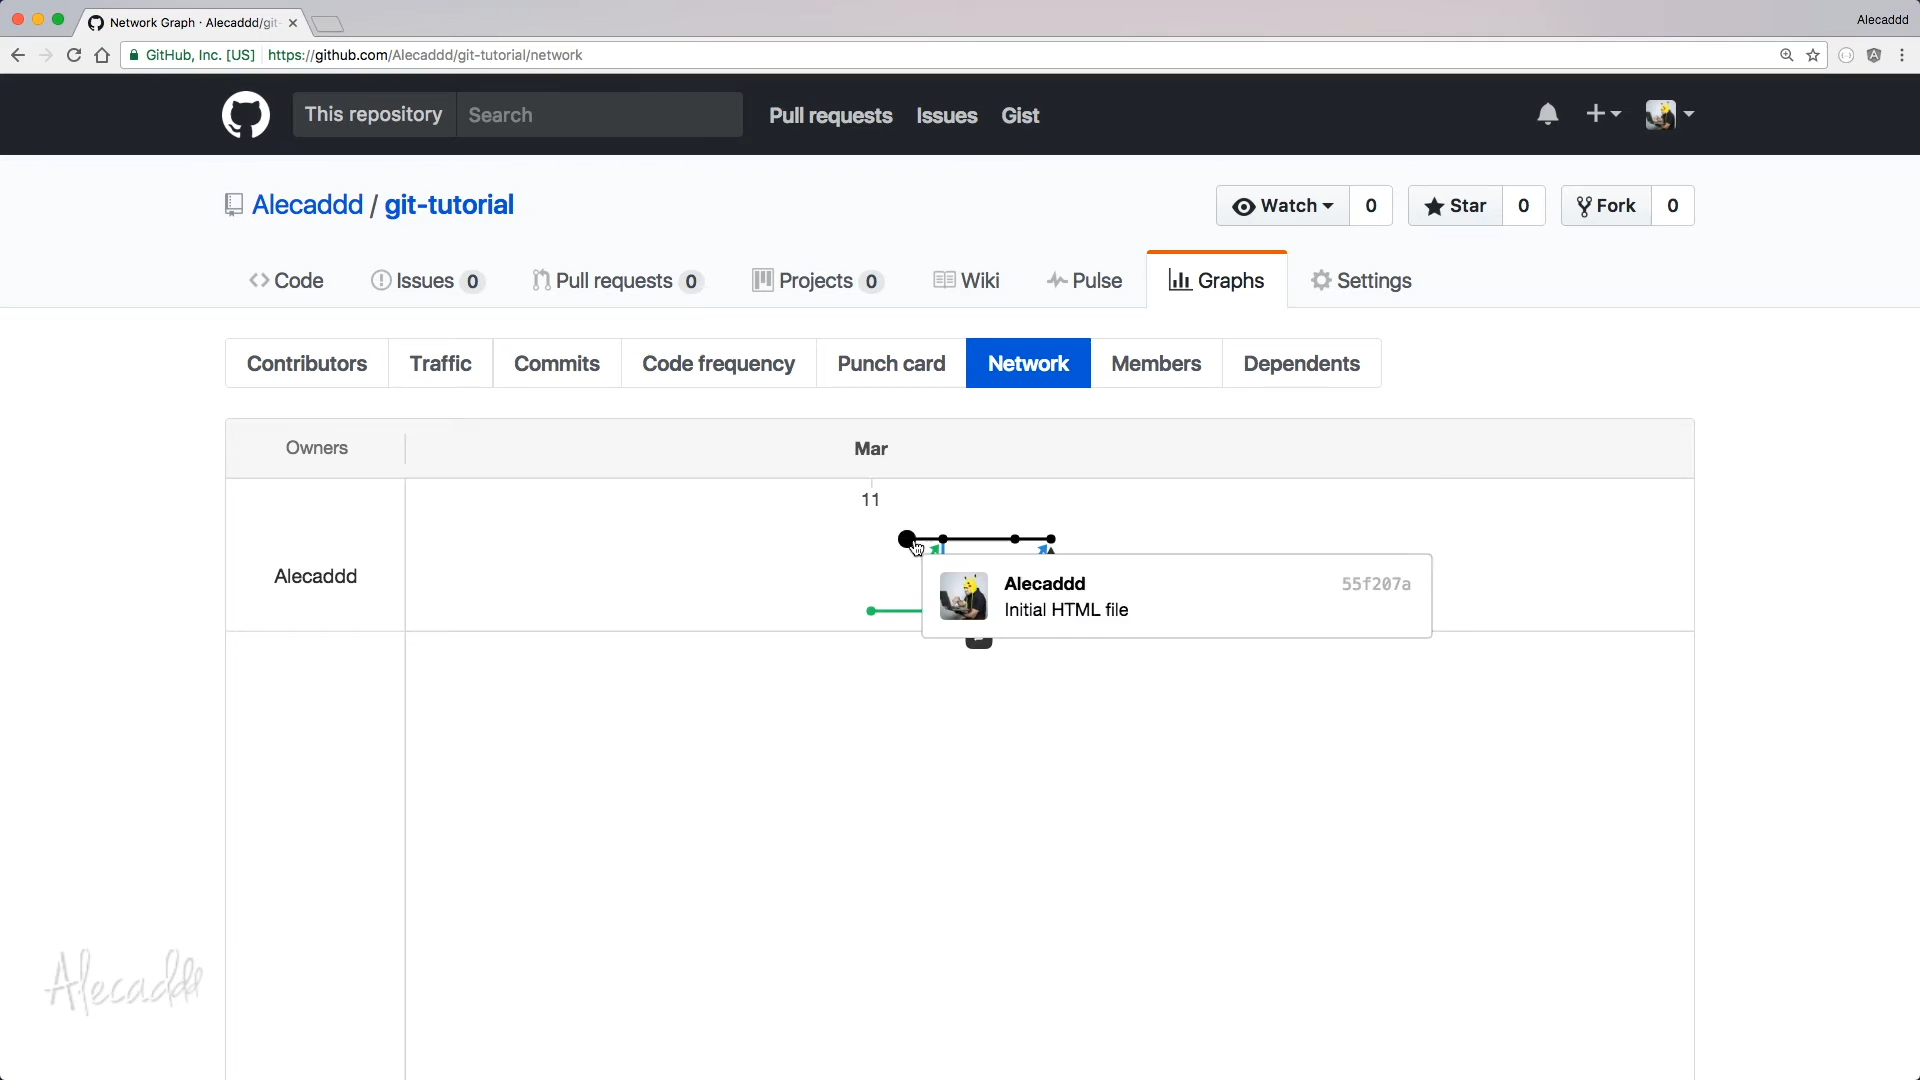 Network Graph · Alecaddd/git-
Alecaddd
GitHub, Inc. [US] https://github.com/Alecaddd/git-tutorial/network
This repository Search Pull requests Issues Gist
Alecaddd / git-tutorial
Watch 0 Star 0 Fork 0
Code Issues 0 Pull requests 0 Projects 0 Wiki Pulse Graphs Settings
Contributors Traffic Commits Code frequency Punch card Network Members Dependents
Owners Mar
11
Alecaddd
Alecaddd 55f207a
Initial HTML file
Alecaddd